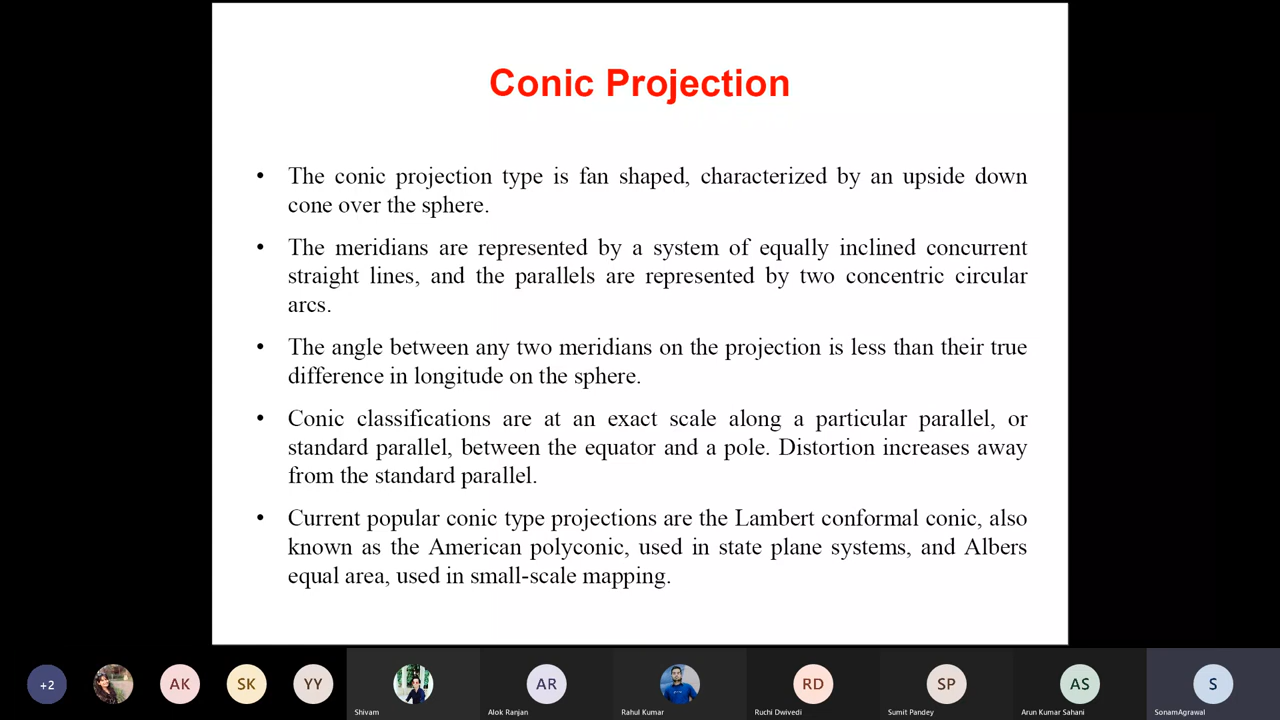 Conic Projection
• The conic projection type is fan shaped, characterized by an upside down
cone over the sphere.
• The meridians are represented by a system of equally inclined concurrent
straight lines, and the parallels are represented by two concentric circular
arcs.
• The angle between any two meridians on the projection is less than their true
difference in longitude on the sphere.
• Conic classifications are at an exact scale along a particular parallel, or
standard parallel, between the equator and a pole. Distortion increases away
from the standard parallel.
• Current popular conic type projections are the Lambert conformal conic, also
known as the American polyconic, used in state plane systems, and Albers
equal area, used in small-scale mapping.
+2 AK SK YY AR RD SP AS S
Shivam Alok Ranjan Rahul Kumar Ruchi Dwivedi Sumit Pandey Arun Kumar Sahani SonamAgrawal